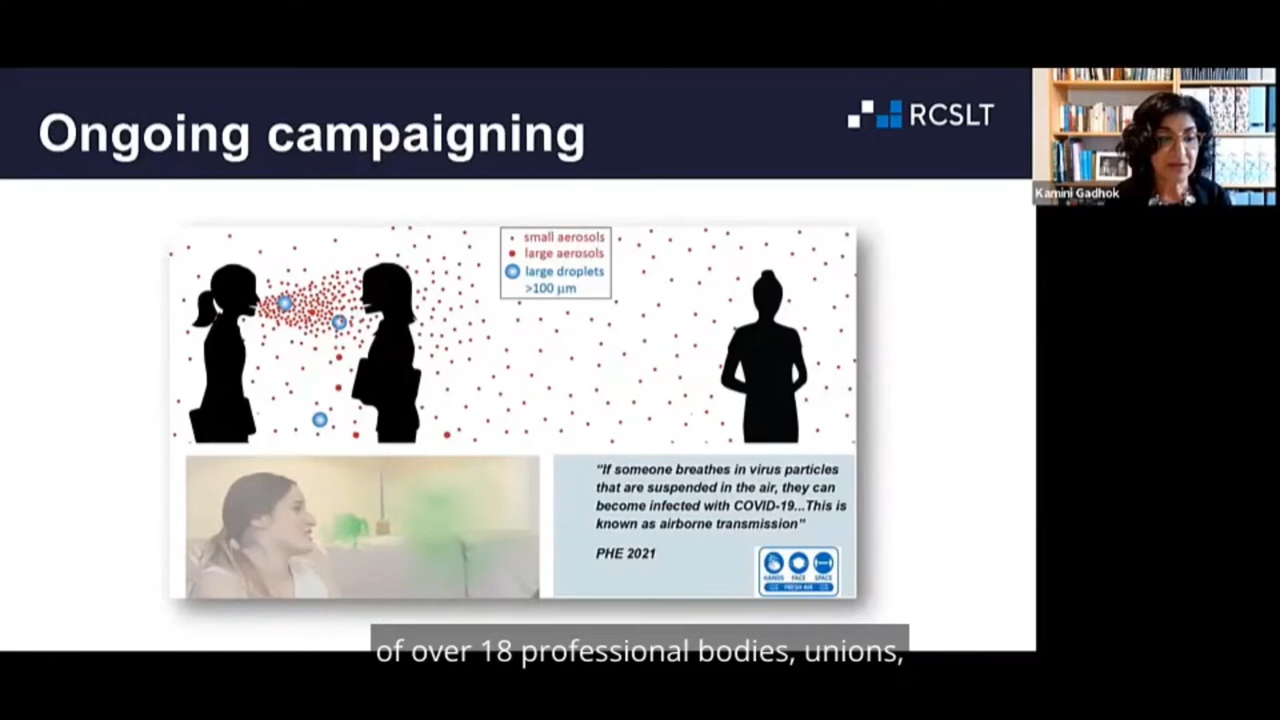 Ongoing campaigning
RCSLT
Kamini Gadhok
small aerosols
large aerosols
large droplets
>100 µm
“If someone breathes in virus particles
that are suspended in the air, they can
become infected with COVID-19...This is
known as airborne transmission”
PHE 2021
HANDS FACE SPACE
FRESH AIR
of over 18 professional bodies, unions,